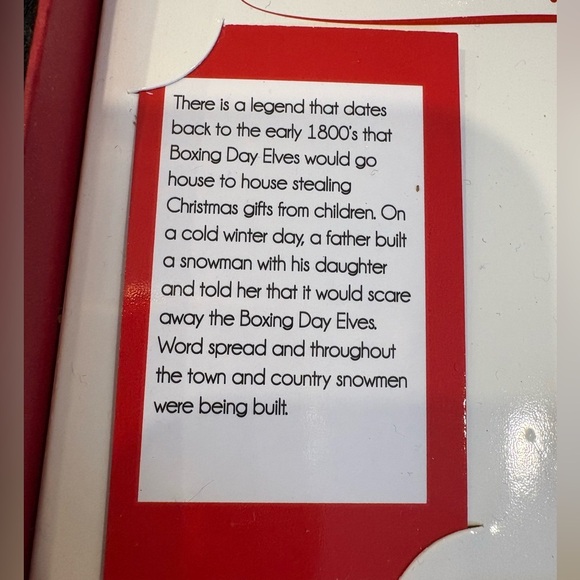 There is a legend that dates
back to the early 1800's that
Boxing Day Elves would go
house to house stealing
Christmas gifts from children. On
a cold winter day, a father built
a snowman with his daughter
and told her that it would scare
away the Boxing Day Elves.
Word spread and throughout
the town and country snowmen
were being built.